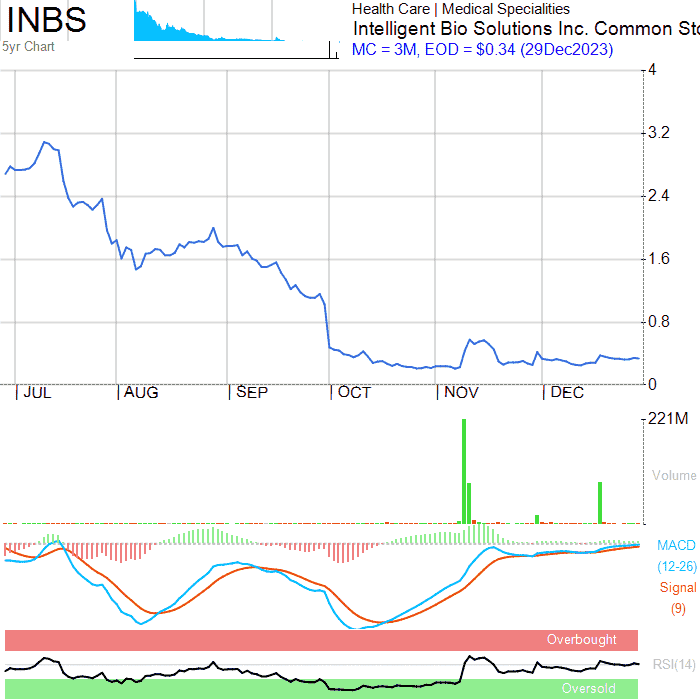 INBS
5yr Chart
Health Care | Medical Specialities
Intelligent Bio Solutions Inc. Common Sto
MC = 3M, EOD = $0.34 (29Dec2023)
4
3.2
2.4
1.6
0.8
0
JUL AUG SEP OCT NOV DEC
221M
Volume
MACD
(12-26)
Signal
(9)
Overbought
RSI(14)
Oversold